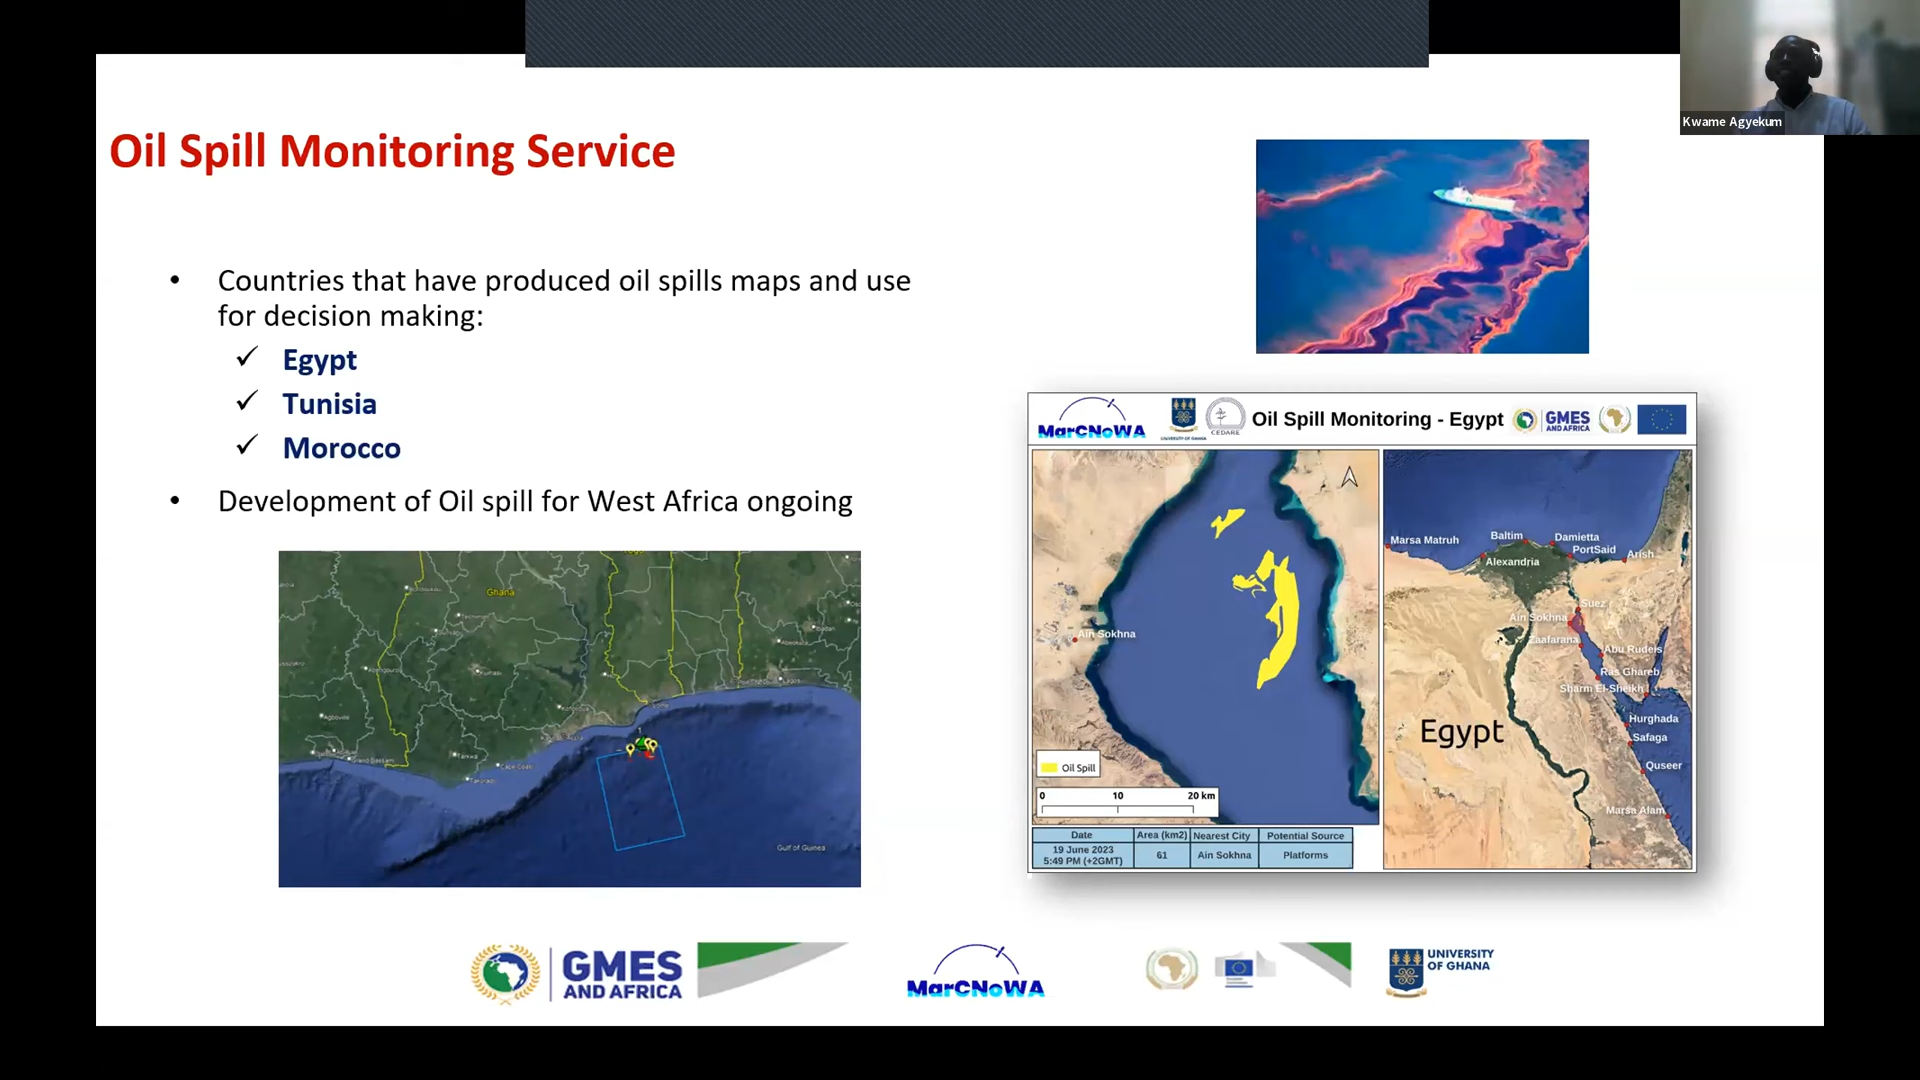 Kwame Agyekum
Oil Spill Monitoring Service
• Countries that have produced oil spills maps and use
for decision making:
✓ Egypt
✓ Tunisia
✓ Morocco
• Development of Oil spill for West Africa ongoing
Ghana
Cape Coast
Takoradi
Lagos
Gulf of Guinea
MarCNoWA
UNIVERSITY OF GHANA
CEDARE
Oil Spill Monitoring - Egypt
GMES
AND AFRICA
Ain Sokhna
Oil Spill
0 10 20 km
Date Area (km2) Nearest City Potential Source
19 June 2023
5:49 PM (+2GMT) 61 Ain Sokhna Platforms
Marsa Matruh
Baltim
Damietta
PortSaid
Arish
Alexandria
Suez
Ain Sokhna
Zaafarana
Abu Rudeis
Ras Ghareb
Sharm El-Sheikh
Hurghada
Safaga
Egypt
Quseer
Marsa Alam
GMES
AND AFRICA
MarCNoWA
UNIVERSITY
OF GHANA